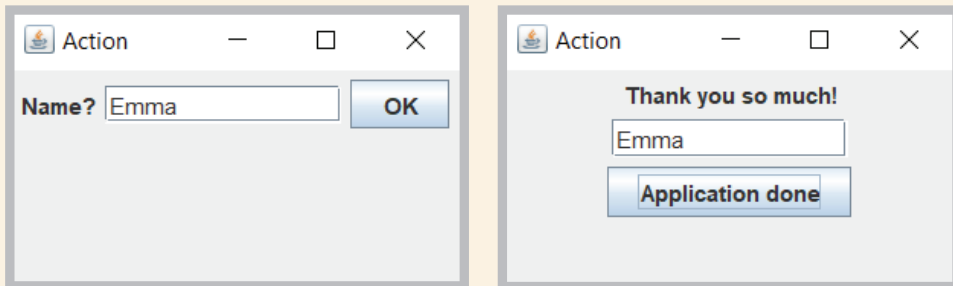 Action
Name? Emma OK
Action
Thank you so much!
Emma
Application done